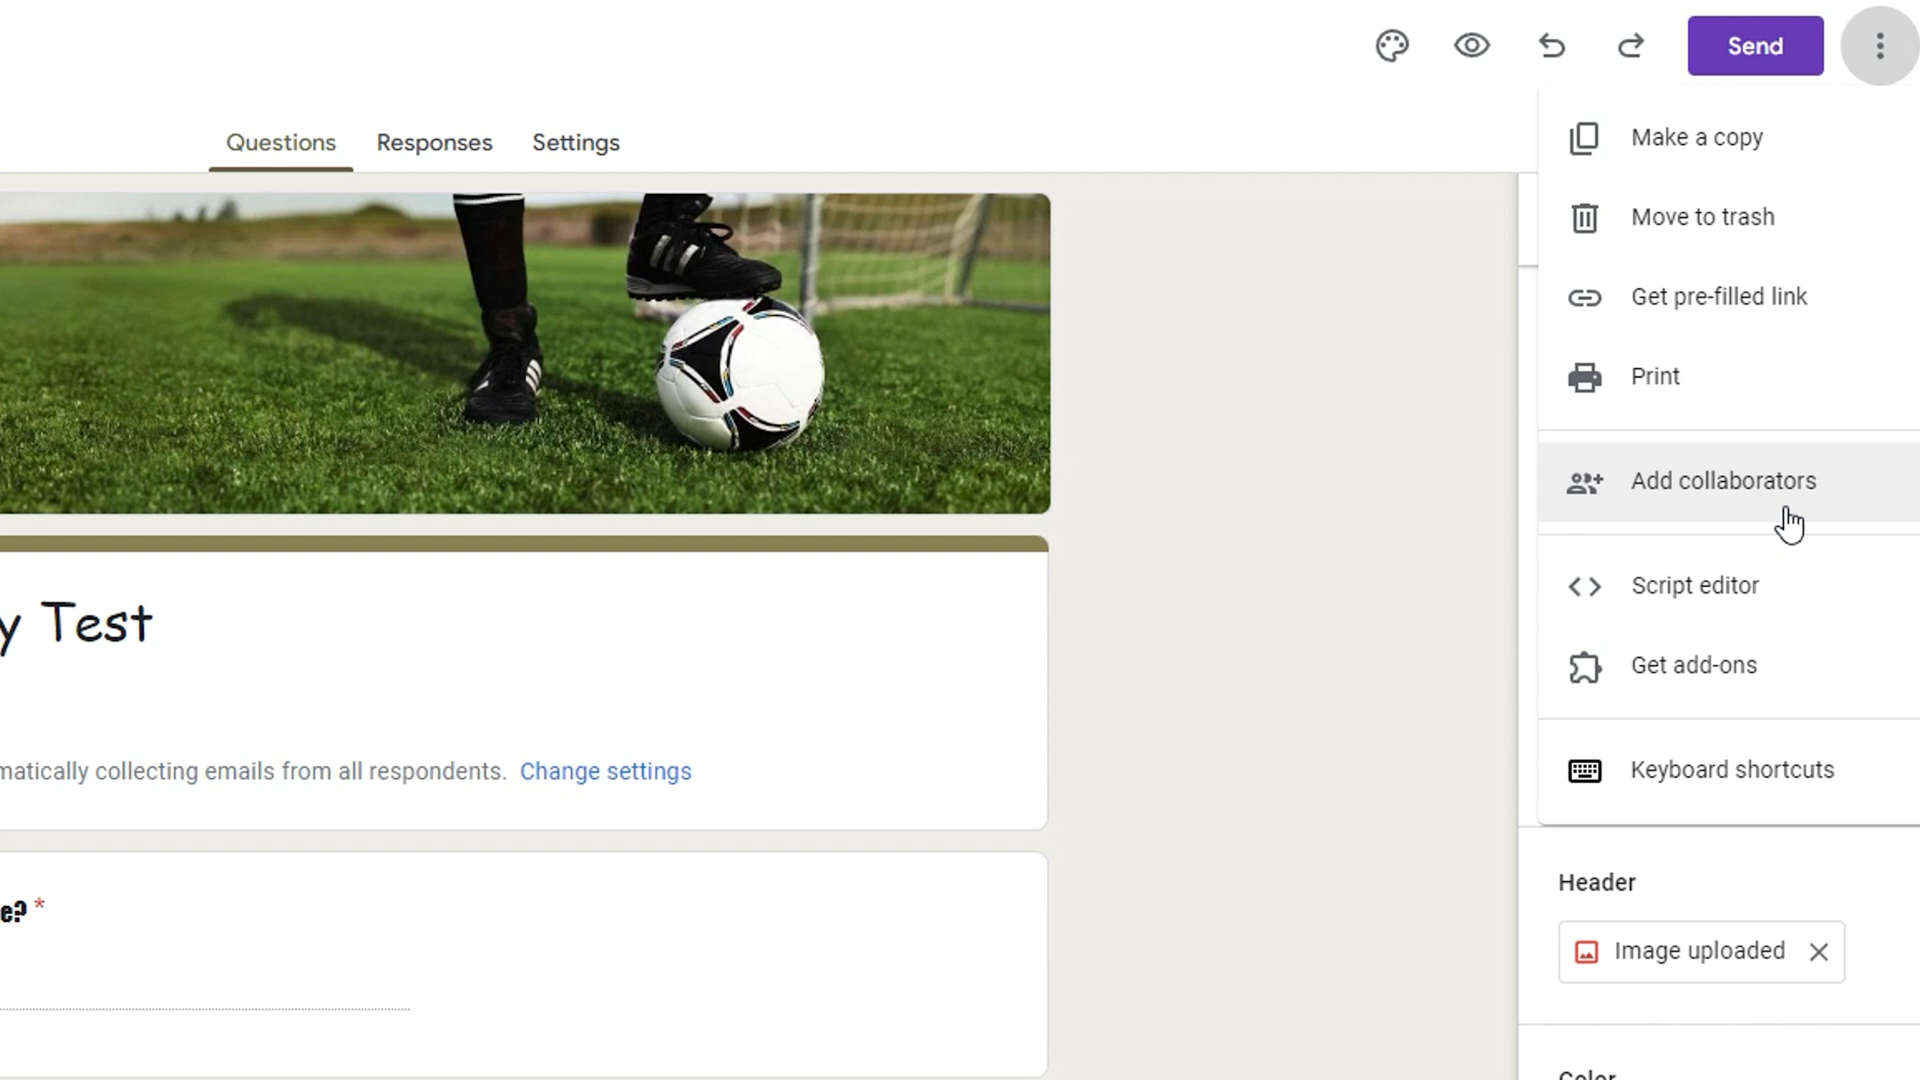 Send
Questions
Responses
Settings
Make a copy
Move to trash
Get pre-filled link
Print
Add collaborators
Script editor
Get add-ons
Keyboard shortcuts
y Test
matically collecting emails from all respondents. Change settings
e? *
Header
Image uploaded
Color